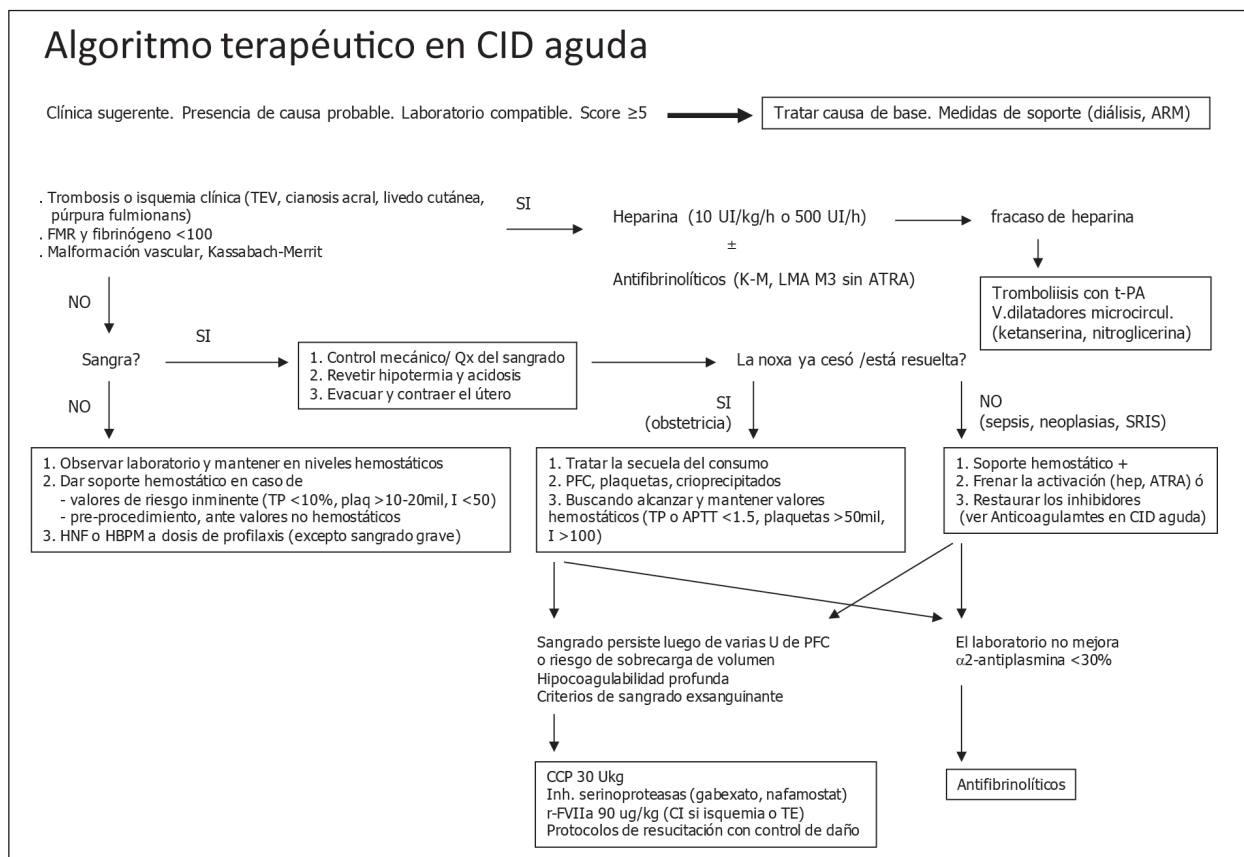 Algoritmo terapéutico en CID aguda
Clínica sugerente. Presencia de causa probable. Laboratorio compatible. Score ≥5
Tratar causa de base. Medidas de soporte (diálisis, ARM)
. Trombosis o isquemia clínica (TEV, cianosis acral, livedo cutánea,
púrpura fulmionans)
. FMR y fibrinógeno <100
. Malformación vascular, Kassabach-Merrit
SI
Heparina (10 UI/kg/h o 500 UI/h)
±
Antifibrinolíticos (K-M, LMA M3 sin ATRA)
fracaso de heparina
Tromboliisis con t-PA
V.dilatadores microcircul.
(ketanserina, nitroglicerina)
NO
Sangra?
SI
1. Control mecánico/ Qx del sangrado
2. Revetir hipotermia y acidosis
3. Evacuar y contraer el útero
La noxa ya cesó /está resuelta?
NO
SI
(obstetricia)
NO
(sepsis, neoplasias, SRIS)
1. Observar laboratorio y mantener en niveles hemostáticos
2. Dar soporte hemostático en caso de
- valores de riesgo inminente (TP <10%, plaq >10-20mil, I <50)
- pre-procedimiento, ante valores no hemostáticos
3. HNF o HBPM a dosis de profilaxis (excepto sangrado grave)
1. Tratar la secuela del consumo
2. PFC, plaquetas, crioprecipitados
3. Buscando alcanzar y mantener valores
hemostáticos (TP o APTT <1.5, plaquetas >50mil,
I >100)
1. Soporte hemostático +
2. Frenar la activación (hep, ATRA) ó
3. Restaurar los inhibidores
(ver Anticoagulamtes en CID aguda)
Sangrado persiste luego de varias U de PFC
o riesgo de sobrecarga de volumen
Hipocoagulabilidad profunda
Criterios de sangrado exsanguinante
El laboratorio no mejora
α2-antiplasmina <30%
CCP 30 Ukg
Inh. serinoproteasas (gabexato, nafamostat)
r-FVIIa 90 ug/kg (CI si isquemia o TE)
Protocolos de resucitación con control de daño
Antifibrinolíticos